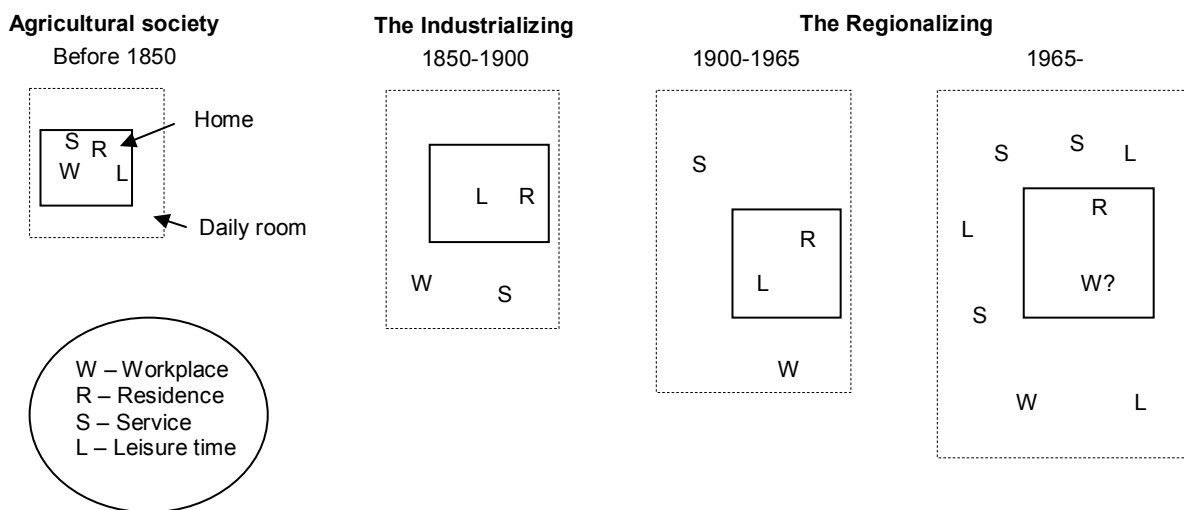 Agricultural society
Before 1850
The Industrializing
1850-1900
The Regionalizing
1900-1965
1965-
Home
Daily room
S
R
W
L
L
R
W
S
S
R
L
W
S
S
L
R
L
W?
S
W
L
W – Workplace
R – Residence
S – Service
L – Leisure time